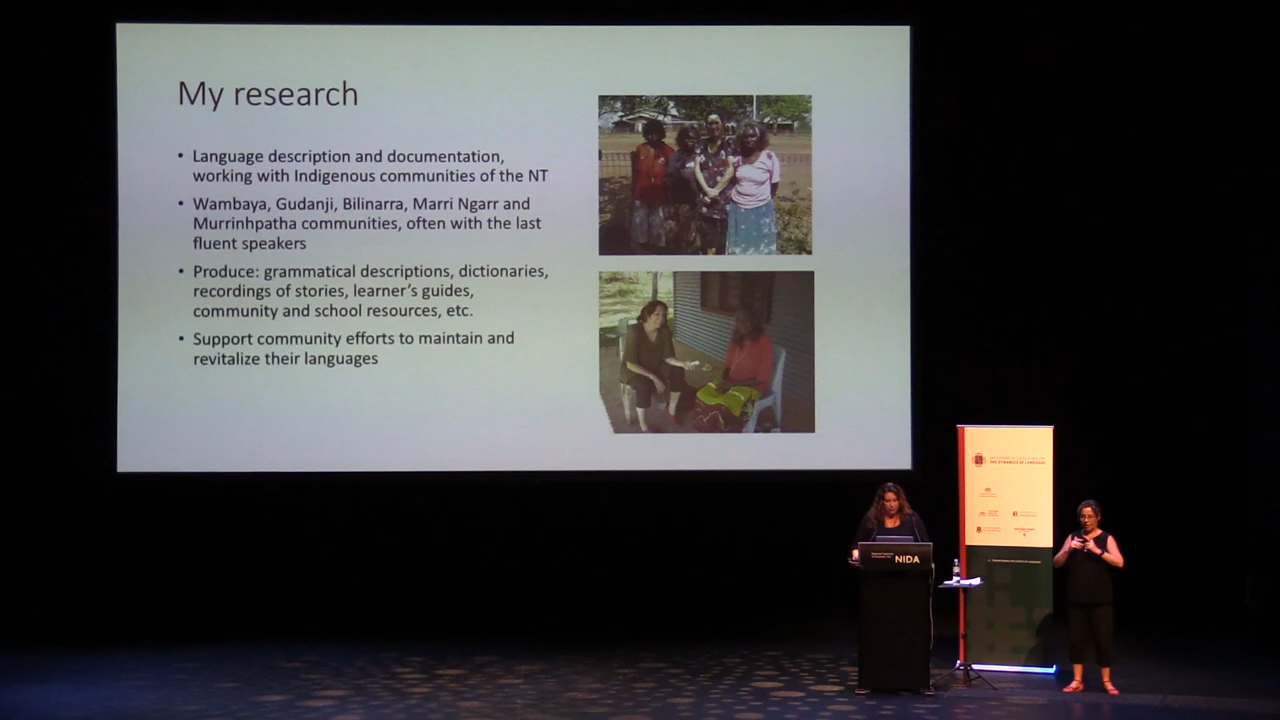 My research
• Language description and documentation,
working with Indigenous communities of the NT
• Wambaya, Gudanji, Bilinarra, Marri Ngarr and
Murrinhpatha communities, often with the last
fluent speakers
• Produce: grammatical descriptions, dictionaries,
recordings of stories, learner's guides,
community and school resources, etc.
• Support community efforts to maintain and
revitalize their languages
THE DYNAMICS OF LANGUAGE
NIDA